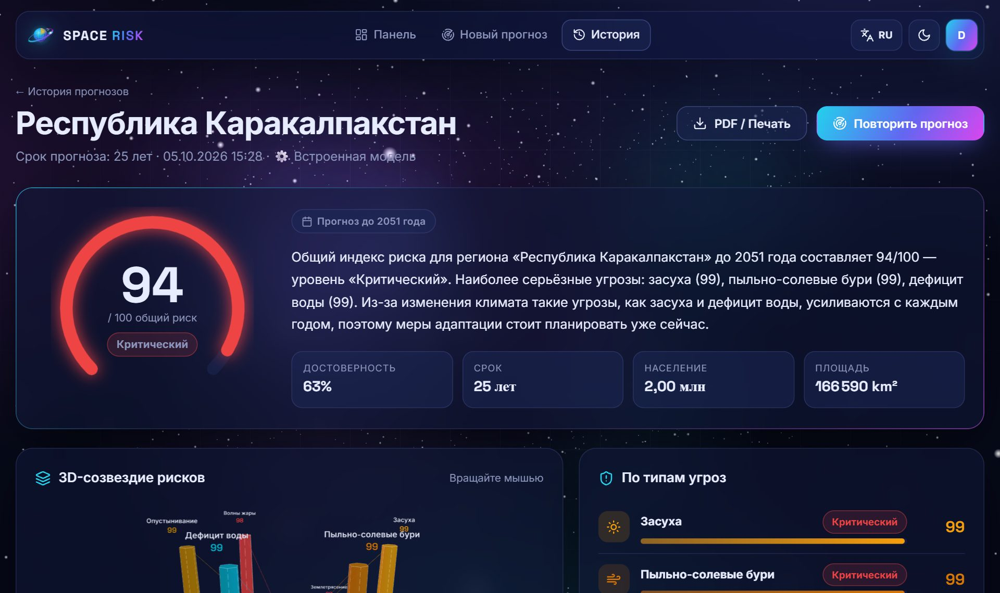 SPACE RISK
Панель
Новый прогноз
История
RU
D
← История прогнозов
Республика Каракалпакстан
PDF / Печать
Повторить прогноз
Срок прогноза: 25 лет · 05.10.2026 15:28 · Встроенная модель
94
/ 100 общий риск
Критический
Прогноз до 2051 года
Общий индекс риска для региона «Республика Каракалпакстан» до 2051 года составляет 94/100 —
уровень «Критический». Наиболее серьёзные угрозы: засуха (99), пыльно-солевые бури (99), дефицит
воды (99). Из-за изменения климата такие угрозы, как засуха и дефицит воды, усиливаются с каждым
годом, поэтому меры адаптации стоит планировать уже сейчас.
ДОСТОВЕРНОСТЬ
63%
СРОК
25 лет
НАСЕЛЕНИЕ
2,00 млн
ПЛОЩАДЬ
166 590 km²
3D-созвездие рисков
Вращайте мышью
Волны жары
98
Опустынивание
99
Дефицит воды
99
Засуха
99
Пыльно-солевые бури
99
Землетрясение
По типам угроз
Засуха
Критический
99
Пыльно-солевые бури
Критический
99